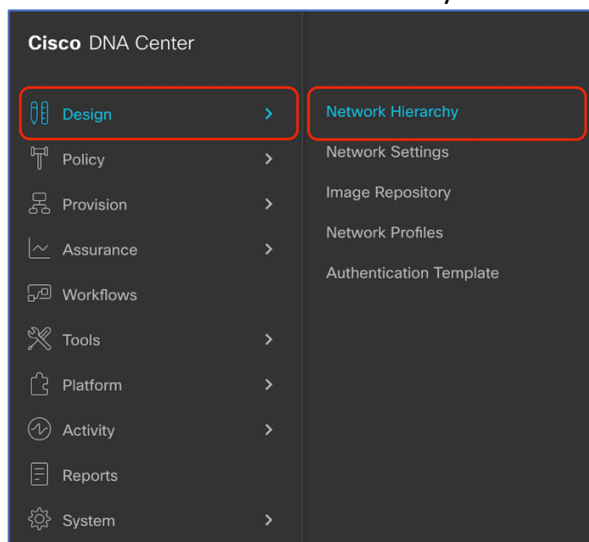 Cisco DNA Center
Design
Policy
Provision
Assurance
Workflows
Tools
Platform
Activity
Reports
System
Network Hierarchy
Network Settings
Image Repository
Network Profiles
Authentication Template